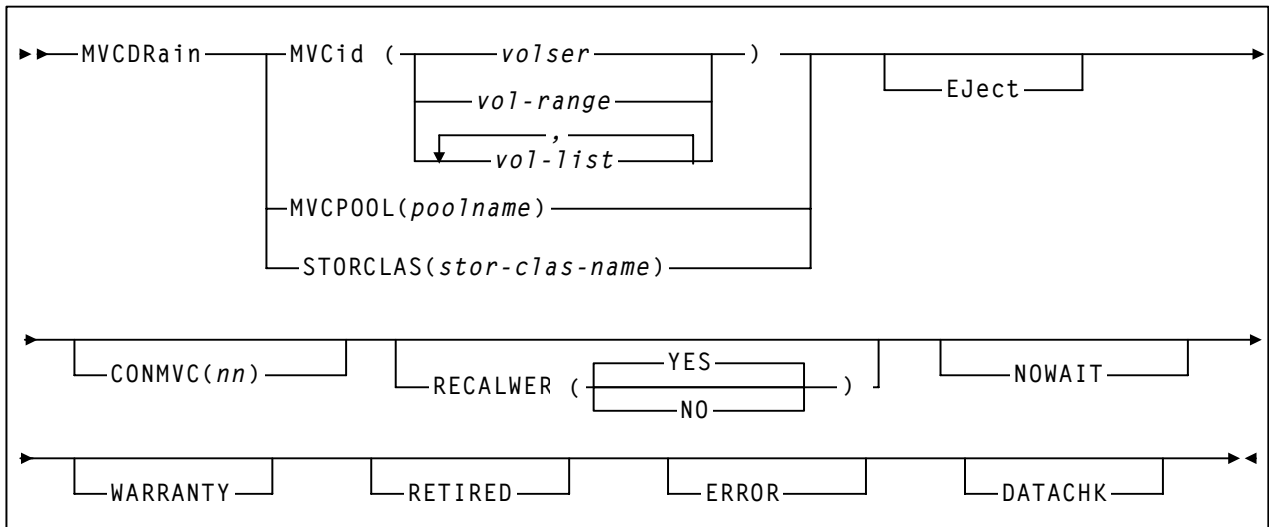 MVCDRain MVCid ( volser )
EJect
vol-range
,
vol-list
MVCPOOL(poolname)
STORCLAS(stor-clas-name)
CONMVC(nn) RECALWER ( YES ) NOWAIT
NO
WARRANTY RETIRED ERROR DATACHK